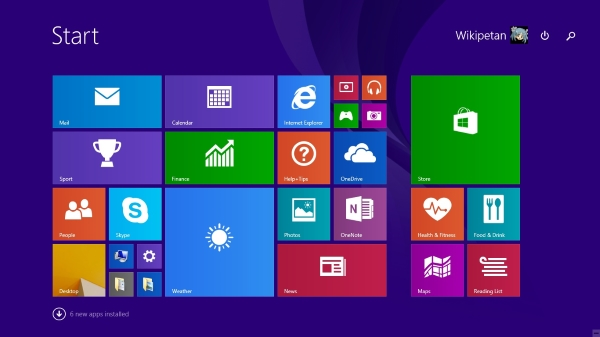 Start
Wikipetan
Mail
Calendar
Internet Explorer
Store
Sport
Finance
Help+Tips
OneDrive
People
Skype
Weather
Photos
OneNote
Health & Fitness
Food & Drink
Desktop
News
Maps
Reading List
6 new apps installed